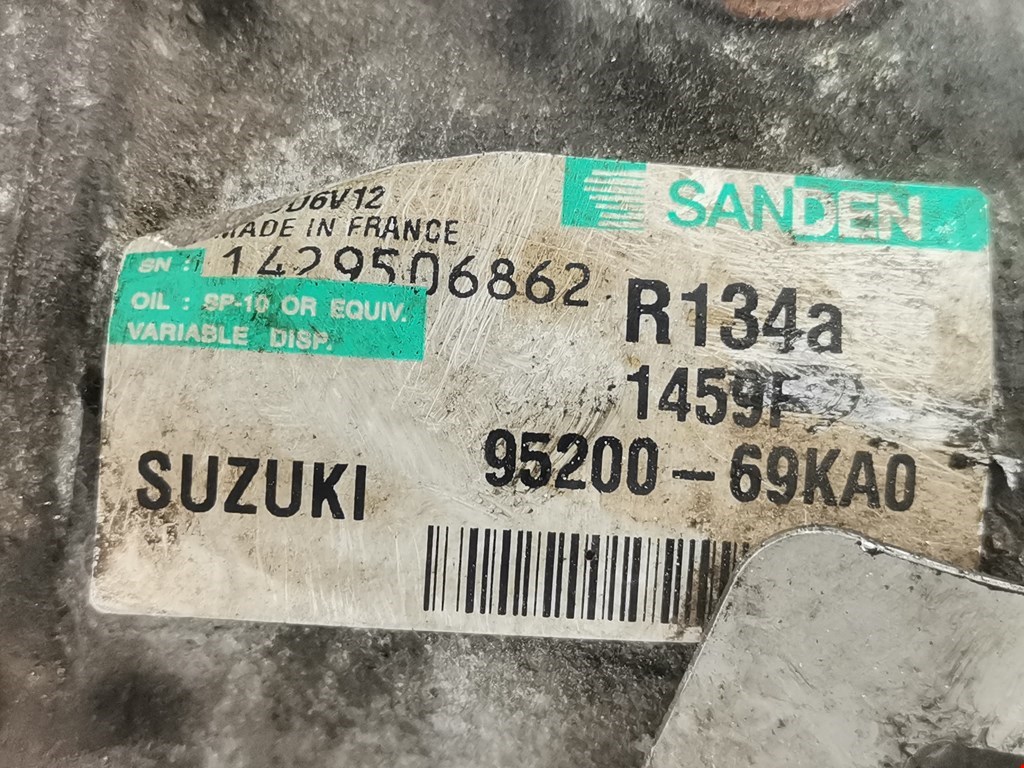 SANDEN
D6V12
MADE IN FRANCE
SN : 1429506862
OIL : SP-10 OR EQUIV.
VARIABLE DISP.
R134a
1459F
95200-69KA0
SUZUKI